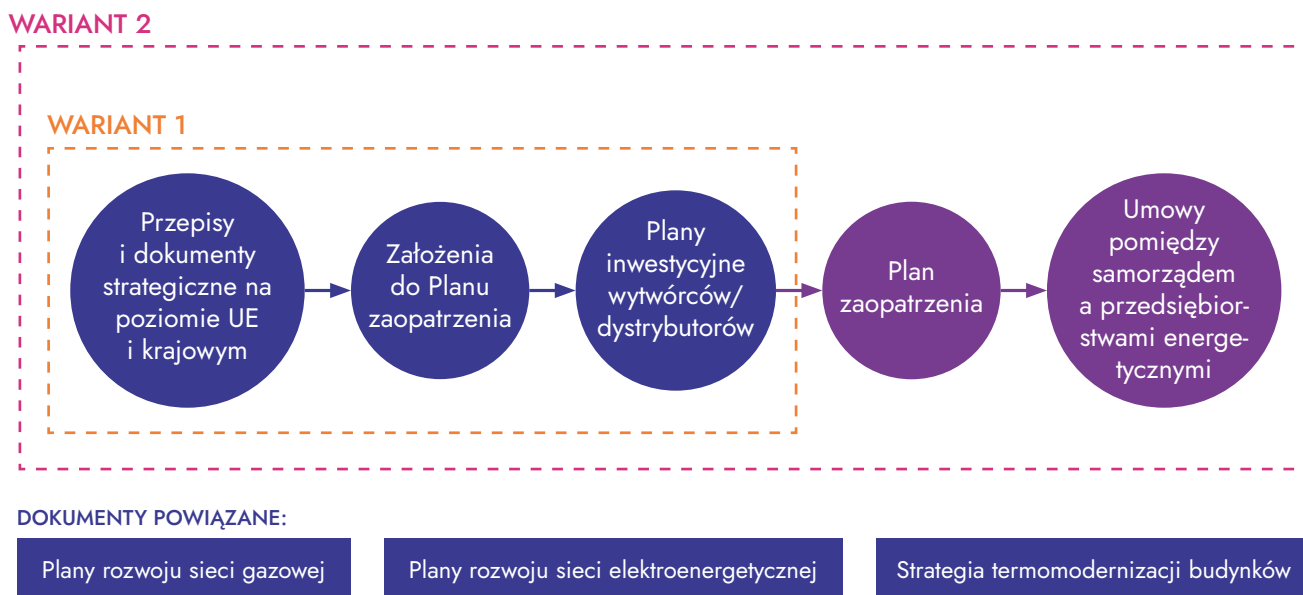 WARIANT 2
WARIANT 1
Przepisy
i dokumenty
strategiczne na
poziomie UE
i krajowym
Założenia
do Planu
zaopatrzenia
Plany
inwestycyjne
wytwórców/
dystrybutorów
Plan
zaopatrzenia
Umowy
pomiędzy
samorządem
a przedsiębior-
stwami energe-
tycznymi
DOKUMENTY POWIĄZANE:
Plany rozwoju sieci gazowej
Plany rozwoju sieci elektroenergetycznej
Strategia termomodernizacji budynków